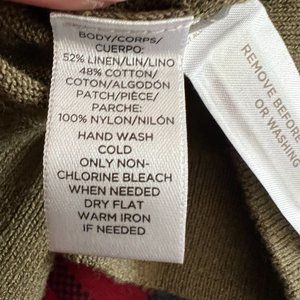 BODY/CORPS/
CUERPO:
52% LINEN/LIN/LINO
48% COTTON/
COTON/ALGODÓN
PATCH/PIÈCE/
PARCHE:
100% NYLON/NILÓN
HAND WASH
COLD
ONLY NON-
CHLORINE BLEACH
WHEN NEEDED
DRY FLAT
WARM IRON
IF NEEDED
REMOVE BEFORE
OR WASHING